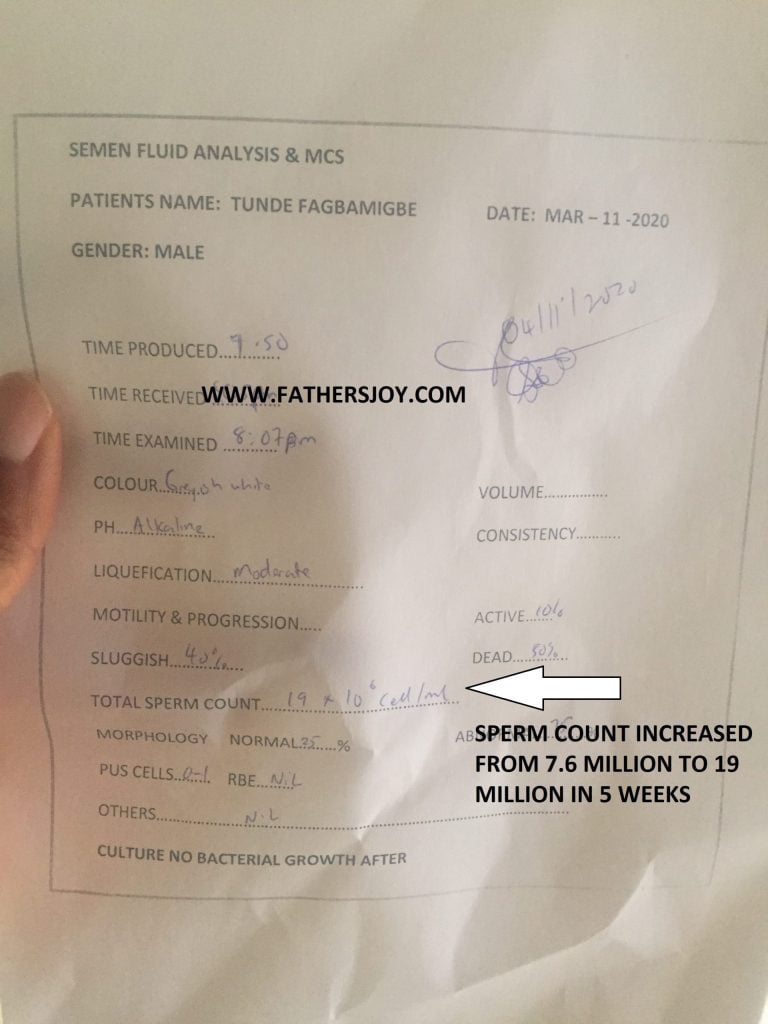 SEMEN FLUID ANALYSIS & MCS
PATIENTS NAME: TUNDE FAGBAMIGBE DATE: MAR – 11 -2020
GENDER: MALE
04/11/2020
TIME PRODUCED...7.50
TIME RECEIVED
WWW.FATHERSJOY.COM
TIME EXAMINED 8:07pm
COLOUR...Greyish white VOLUME...............
PH....Alkaline CONSISTENCY..........
LIQUEFICATION....Moderate
MOTILITY & PROGRESSION..... ACTIVE....10%
SLUGGISH...40% DEAD...50%
TOTAL SPERM COUNT....19 x 10⁶ Cell/ml
MORPHOLOGY NORMAL.....%
PUS CELLS..0-1 RBE...NIL
SPERM COUNT INCREASED
FROM 7.6 MILLION TO 19
MILLION IN 5 WEEKS
OTHERS.............NIL
CULTURE NO BACTERIAL GROWTH AFTER